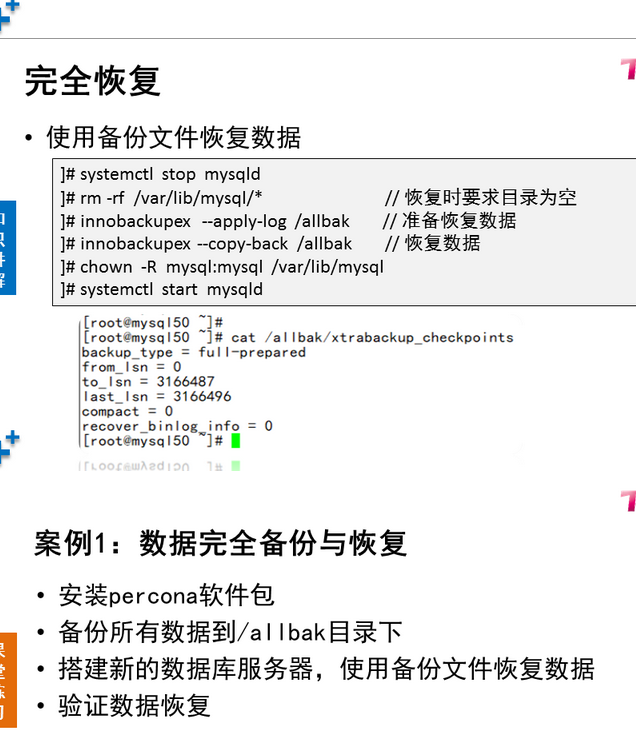 完全恢复
• 使用备份文件恢复数据
]# systemctl stop mysqld
]# rm -rf /var/lib/mysql/* // 恢复时要求目录为空
]# innobackupex --apply-log /allbak // 准备恢复数据
]# innobackupex --copy-back /allbak // 恢复数据
]# chown -R mysql:mysql /var/lib/mysql
]# systemctl start mysqld
[root@mysql50 ~]#
[root@mysql50 ~]# cat /allbak/xtrabackup_checkpoints
backup_type = full-prepared
from_lsn = 0
to_lsn = 3166487
last_lsn = 3166496
compact = 0
recover_binlog_info = 0
[root@mysql50 ~]#
案例1：数据完全备份与恢复
• 安装percona软件包
• 备份所有数据到/allbak目录下
• 搭建新的数据库服务器，使用备份文件恢复数据
• 验证数据恢复